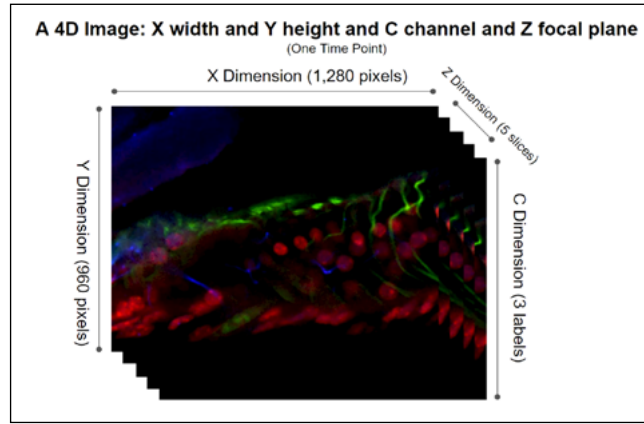 A 4D Image: X width and Y height and C channel and Z focal plane
(One Time Point)
X Dimension (1,280 pixels)
Z Dimension (5 slices)
Y Dimension (960 pixels)
C Dimension (3 labels)